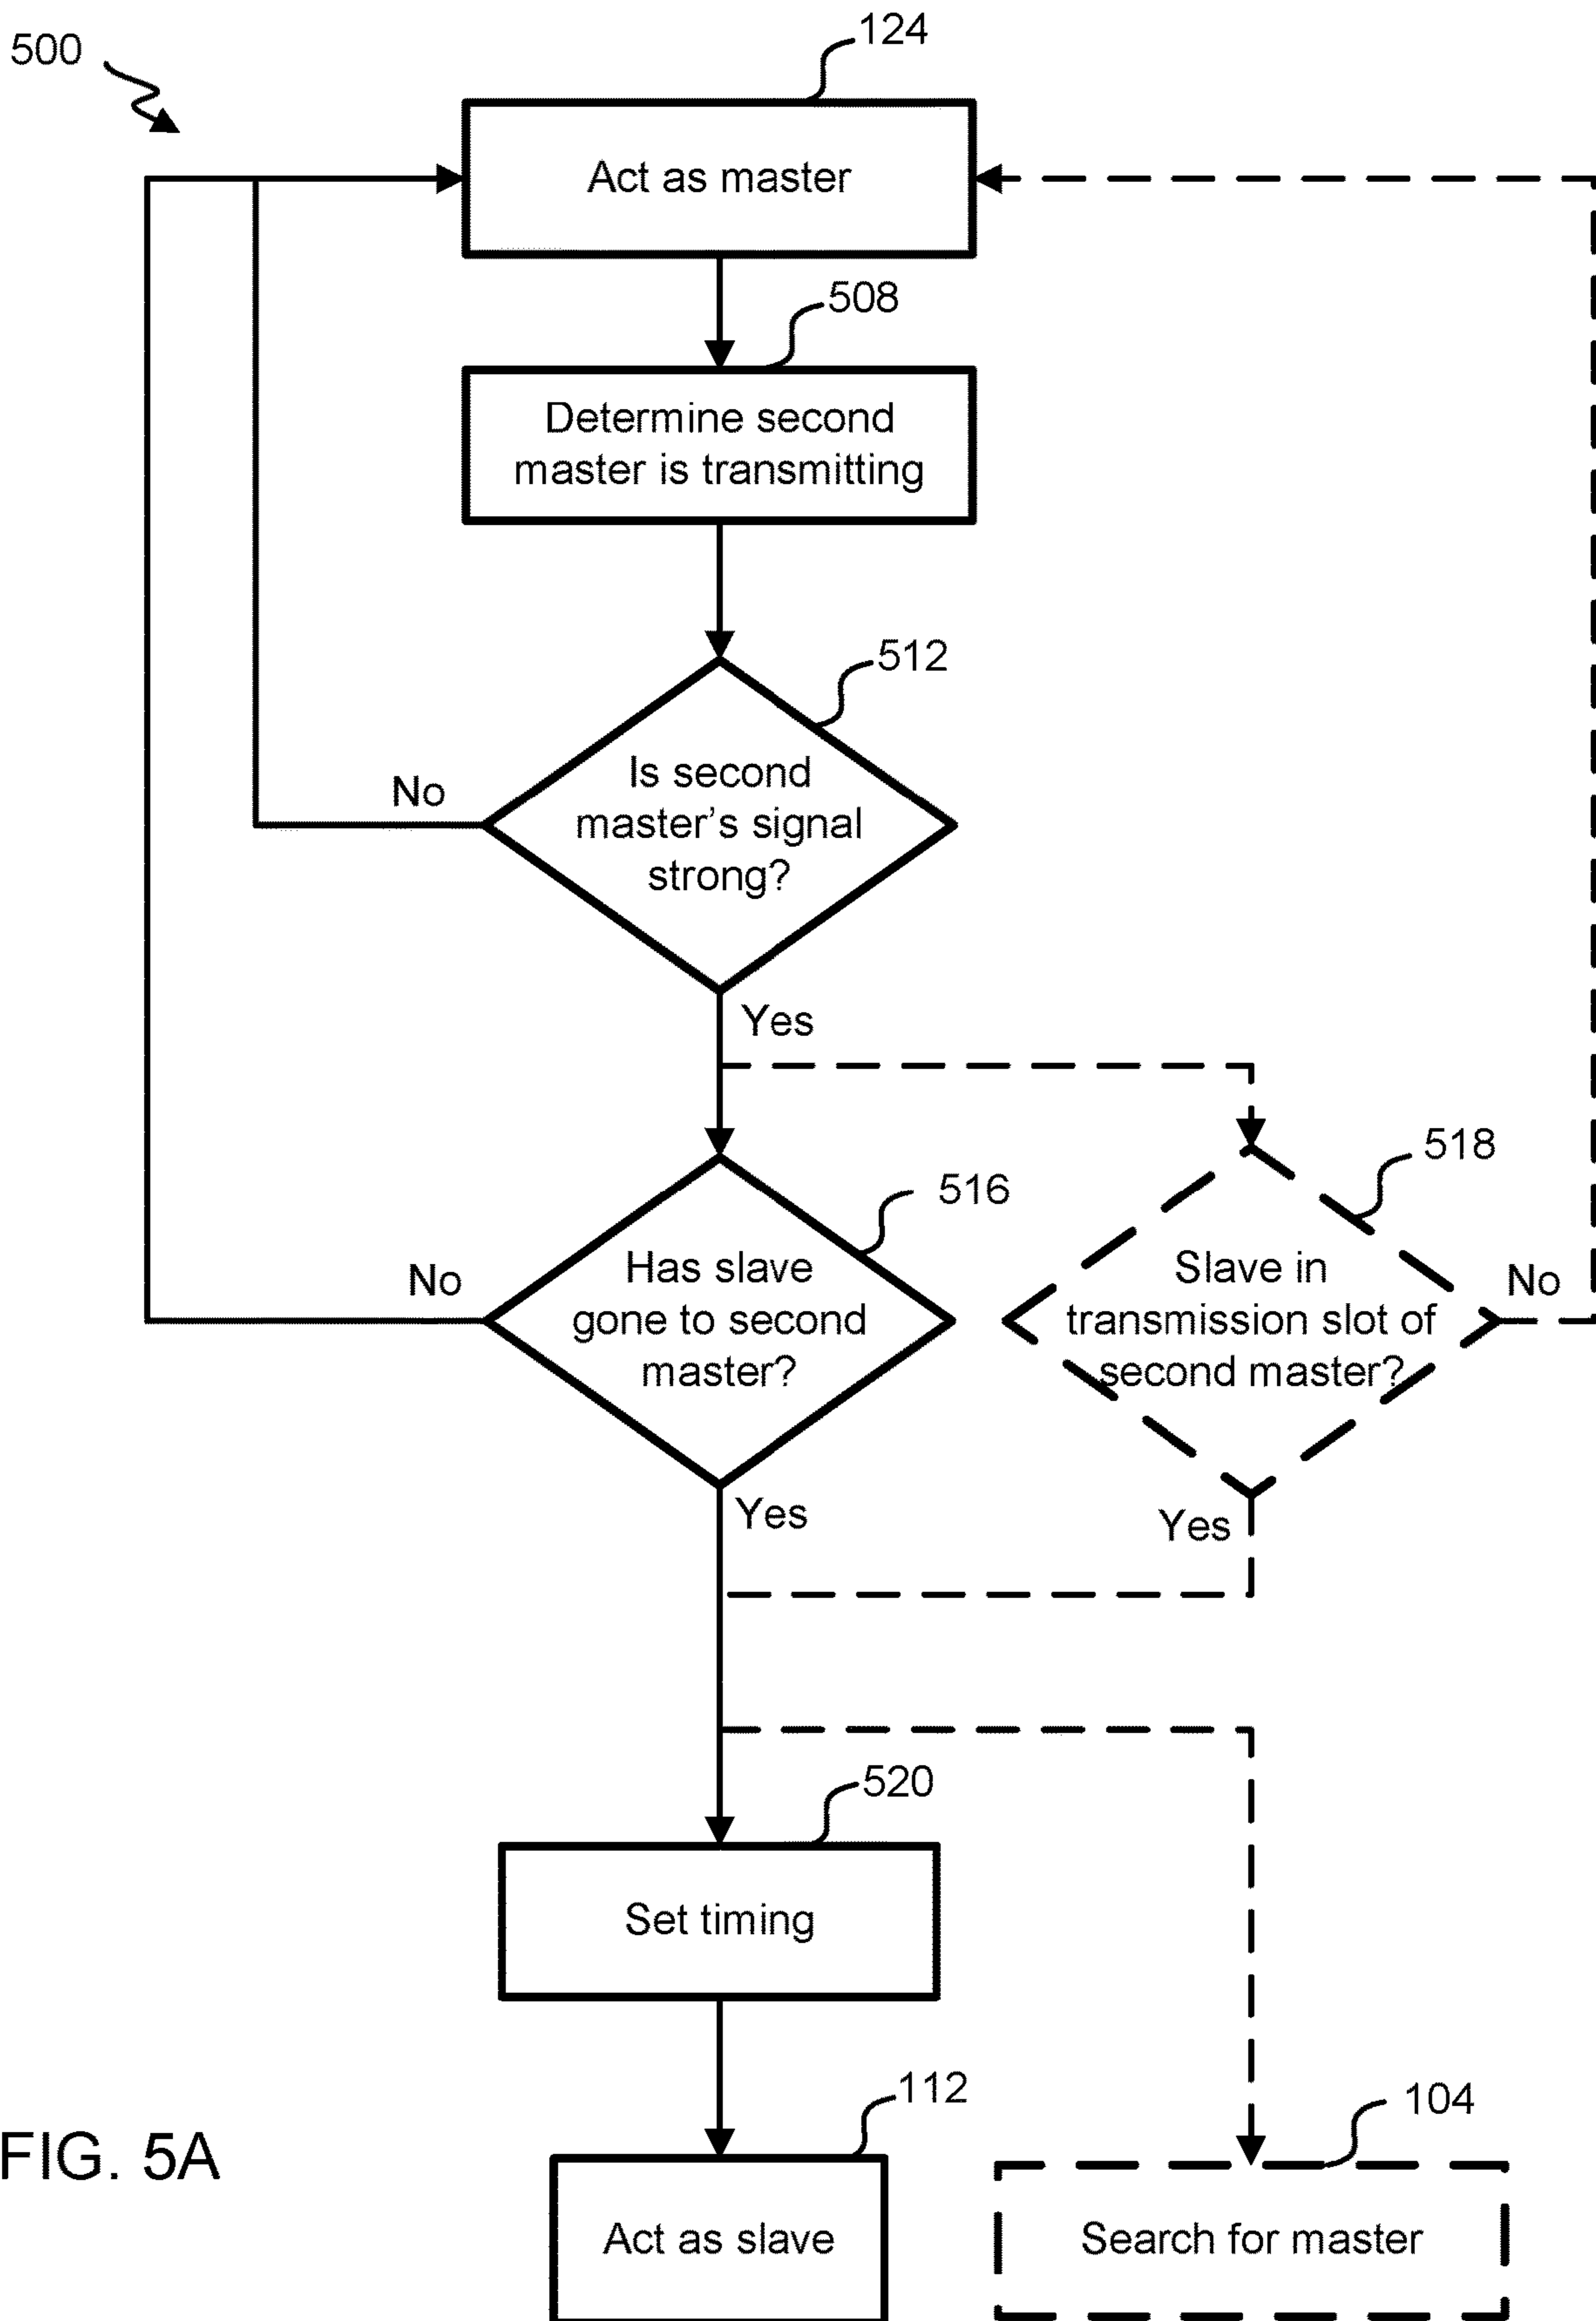 500
124
Act as master
508
Determine second
master is transmitting
512
Is second
master's signal
strong?
No
Yes
516
518
Has slave
gone to second
master?
No
Slave in
transmission slot of
second master?
No
Yes
Yes
520
Set timing
112
Act as slave
104
Search for master
FIG. 5A